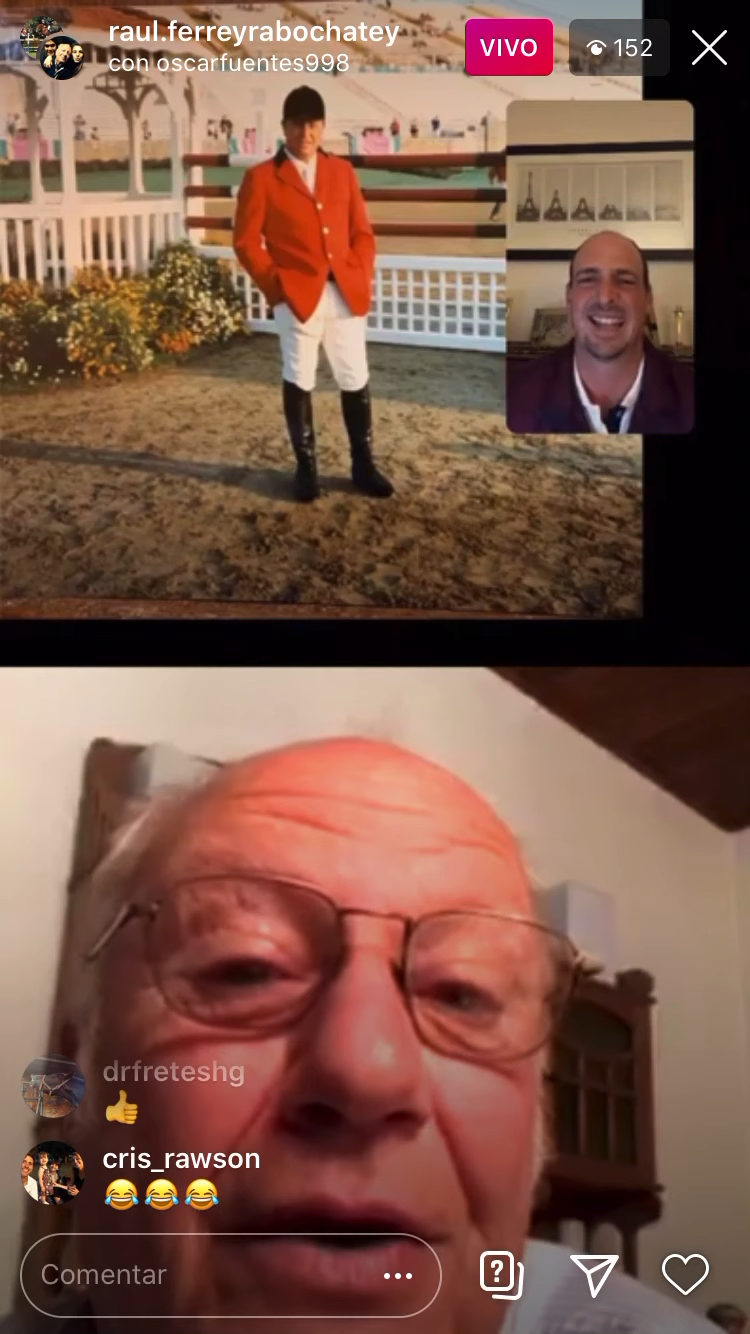 raul.ferreyrabochatey
con oscarfuentes998
VIVO
152
drfreteshg
👍
cris_rawson
😂😂😂
Comentar